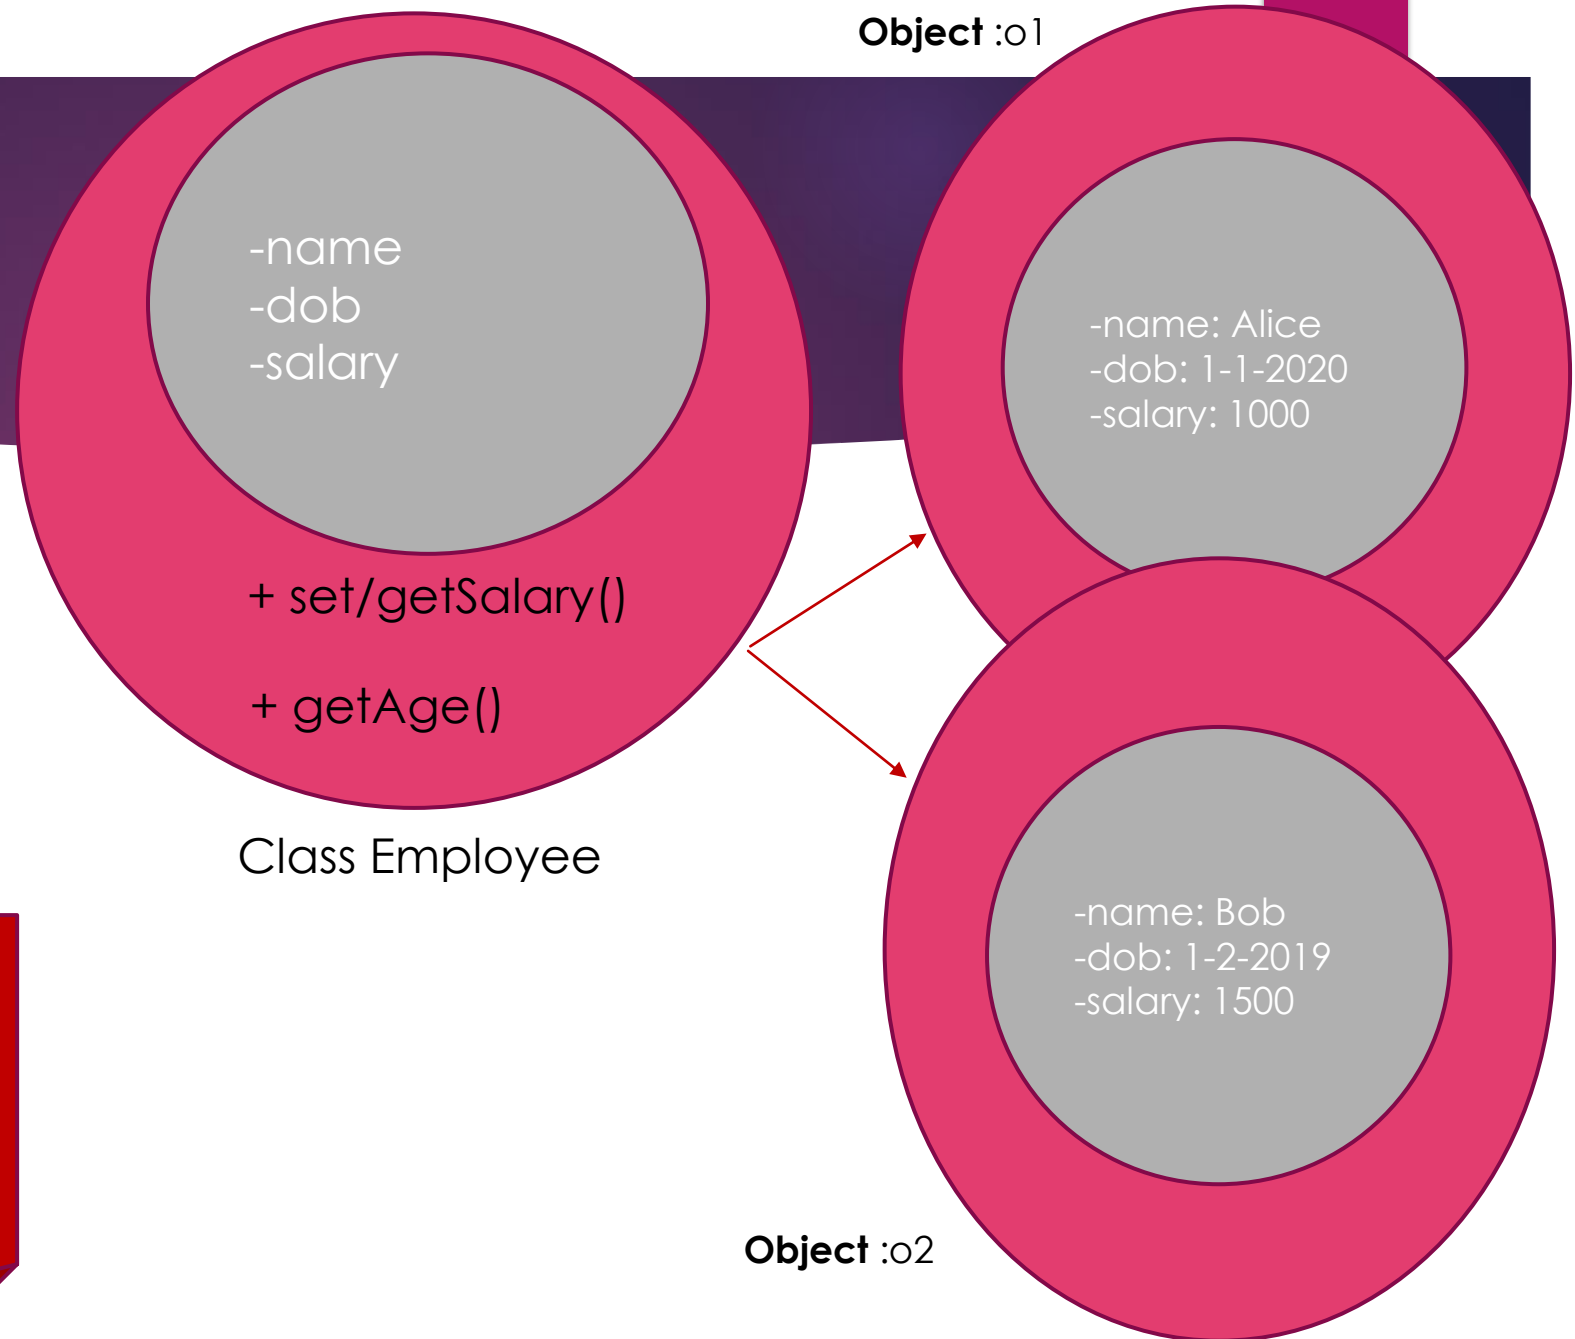 Object :o1
-name
-dob
-salary
+ set/getSalary()
+ getAge()
Class Employee
-name: Alice
-dob: 1-1-2020
-salary: 1000
-name: Bob
-dob: 1-2-2019
-salary: 1500
Object :o2